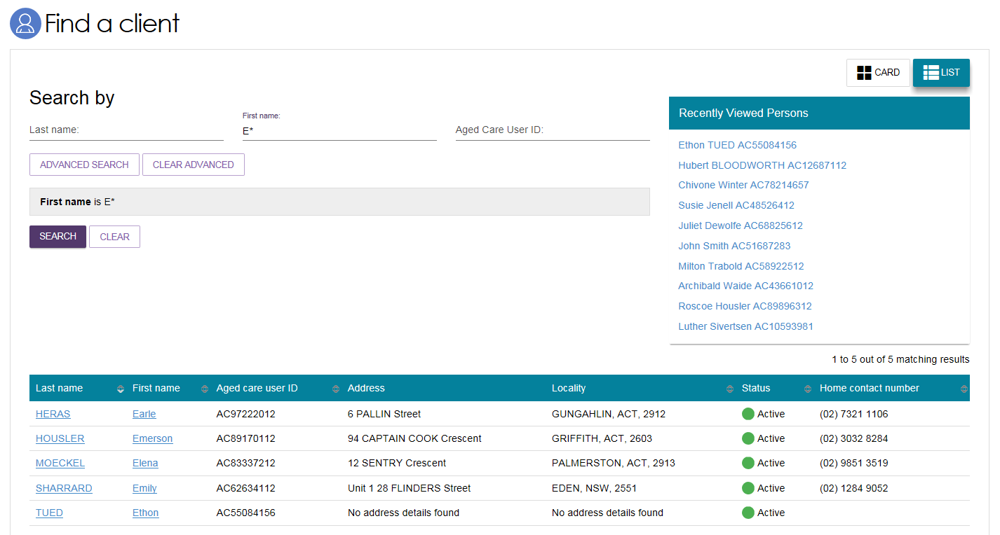 Find a client
CARD LIST
Search by
Last name:
First name:
E*
Aged Care User ID:
ADVANCED SEARCH CLEAR ADVANCED
First name is E*
SEARCH CLEAR
Recently Viewed Persons
Ethon TUED AC55084156
Hubert BLOODWORTH AC12687112
Chivone Winter AC78214657
Susie Jenell AC48526412
Juliet Dewolfe AC68825612
John Smith AC51687283
Milton Trabold AC58922512
Archibald Waide AC43661012
Roscoe Housler AC89896312
Luther Sivertsen AC10593981
1 to 5 out of 5 matching results
Last name First name Aged care user ID Address Locality Status Home contact number
HERAS Earle AC97222012 6 PALLIN Street GUNGAHLIN, ACT, 2912 Active (02) 7321 1106
HOUSLER Emerson AC89170112 94 CAPTAIN COOK Crescent GRIFFITH, ACT, 2603 Active (02) 3032 8284
MOECKEL Elena AC83337212 12 SENTRY Crescent PALMERSTON, ACT, 2913 Active (02) 9851 3519
SHARRARD Emily AC62634112 Unit 1 28 FLINDERS Street EDEN, NSW, 2551 Active (02) 1284 9052
TUED Ethon AC55084156 No address details found No address details found Active